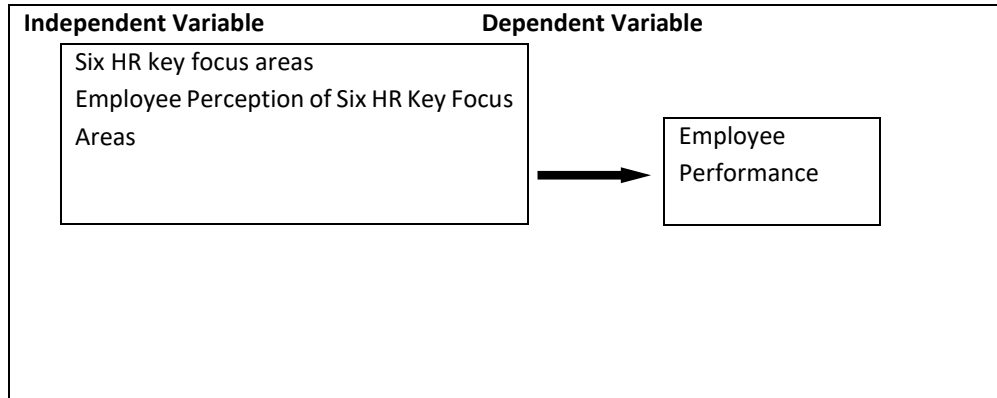 Independent Variable Dependent Variable
Six HR key focus areas
Employee Perception of Six HR Key Focus
Areas
Employee
Performance